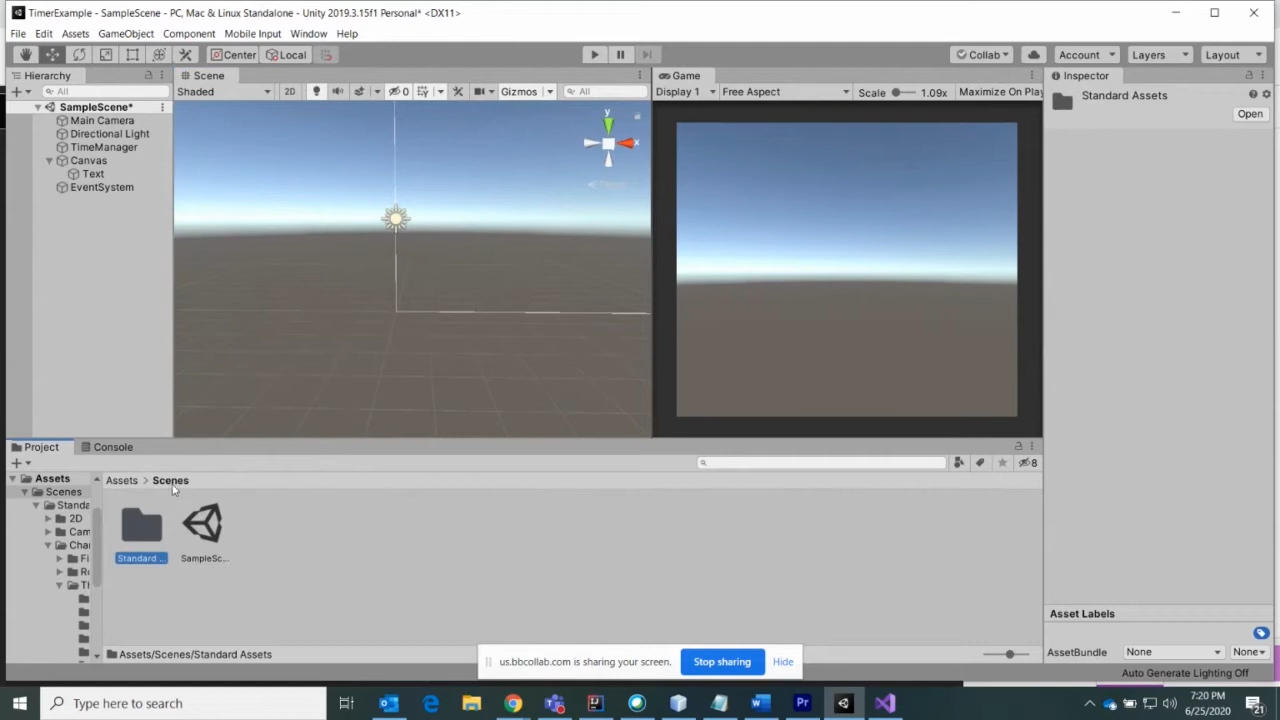 TimerExample - SampleScene - PC, Mac & Linux Standalone - Unity 2019.3.15f1 Personal* <DX11>
File Edit Assets GameObject Component Mobile Input Window Help
Center Local Collab Account Layers Layout
Hierarchy Scene Game Inspector
All Shaded 2D 0 Gizmos All Display 1 Free Aspect Scale 1.09x Maximize On Play
Standard Assets
Open
SampleScene*
Main Camera
Directional Light
TimeManager
Canvas
Text
EventSystem
y
x
Project Console
8
Assets
Assets > Scenes
Scenes
Standa
2D
Cam
Cha
Fi
R
Tl
Standard ...
SampleSc...
Assets/Scenes/Standard Assets
us.bbcollab.com is sharing your screen. Stop sharing Hide
Asset Labels
AssetBundle None None
Auto Generate Lighting Off
Type here to search
7:20 PM
6/25/2020
21